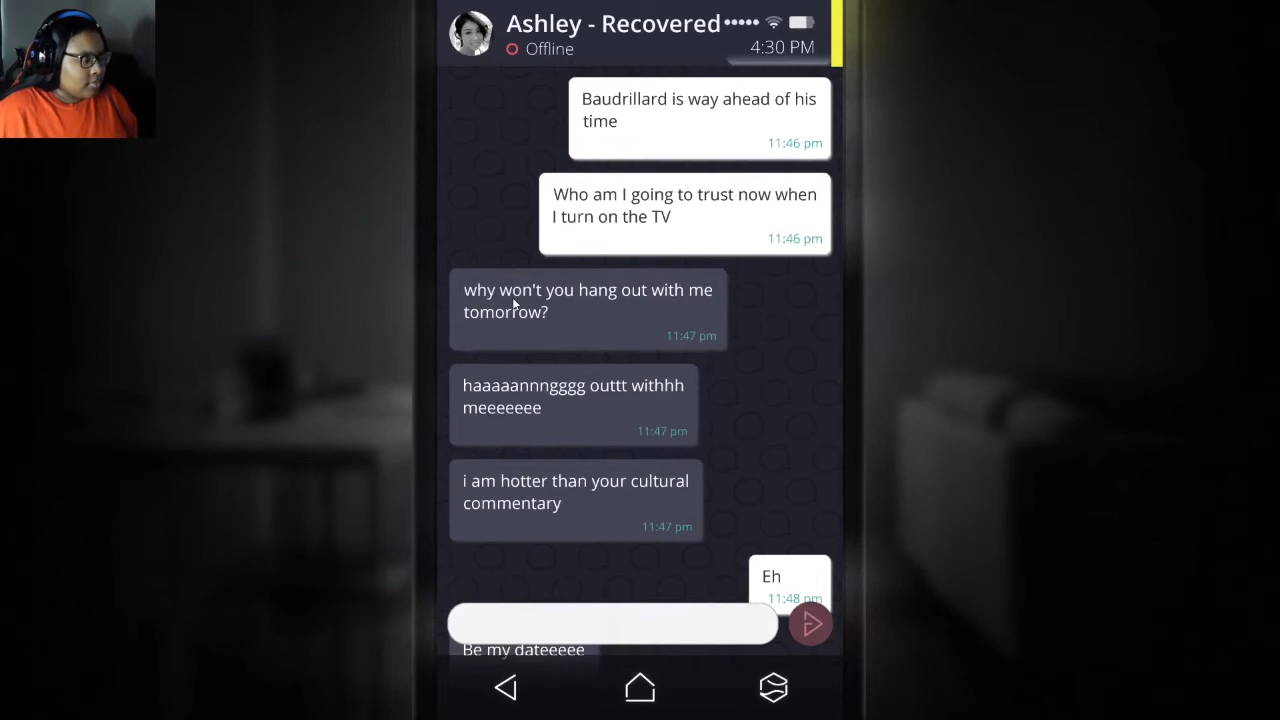 Ashley - Recovered
Offline
4:30 PM
Baudrillard is way ahead of his
time
11:46 pm
Who am I going to trust now when
I turn on the TV
11:46 pm
why won't you hang out with me
tomorrow?
11:47 pm
haaaaannngggg outtt withhh
meeeeeee
11:47 pm
i am hotter than your cultural
commentary
11:47 pm
Eh
11:48 pm
Be my dateeeee